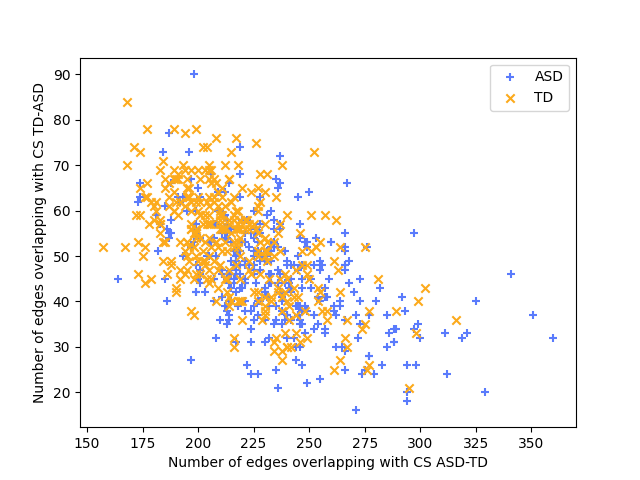 ASD
TD
90
80
70
60
50
40
30
20
Number of edges overlapping with CS TD-ASD
150 175 200 225 250 275 300 325 350
Number of edges overlapping with CS ASD-TD